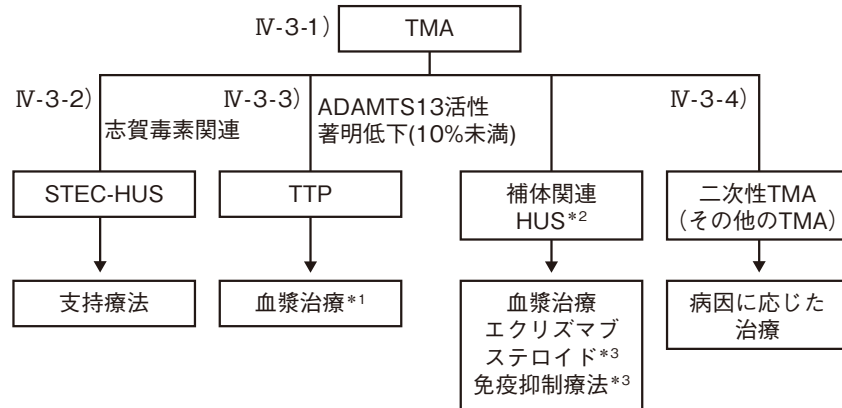 Ⅳ-3-1)
TMA
Ⅳ-3-2)
志賀毒素関連
Ⅳ-3-3)
ADAMTS13活性
著明低下(10%未満)
Ⅳ-3-4)
STEC-HUS
TTP
補体関連
HUS*2
二次性TMA
(その他のTMA)
支持療法
血漿治療*1
血漿治療
エクリズマブ
ステロイド*3
免疫抑制療法*3
病因に応じた
治療